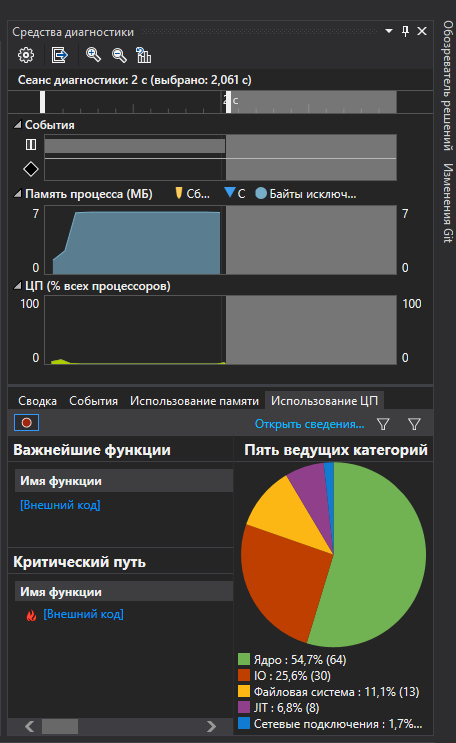 Средства диагностики
Сеанс диагностики: 2 с (выбрано: 2,061 с)
2 с
События
Память процесса (МБ) Сб... С Байты исключ...
7 7
0 0
ЦП (% всех процессоров)
100 100
0 0
Сводка События Использование памяти Использование ЦП
Открыть сведения...
Важнейшие функции
Имя функции
[Внешний код]
Критический путь
Имя функции
[Внешний код]
Пять ведущих категорий
Ядро : 54,7% (64)
IO : 25,6% (30)
Файловая система : 11,1% (13)
JIT : 6,8% (8)
Сетевые подключения : 1,7%...
Обозреватель решений
Изменения Git